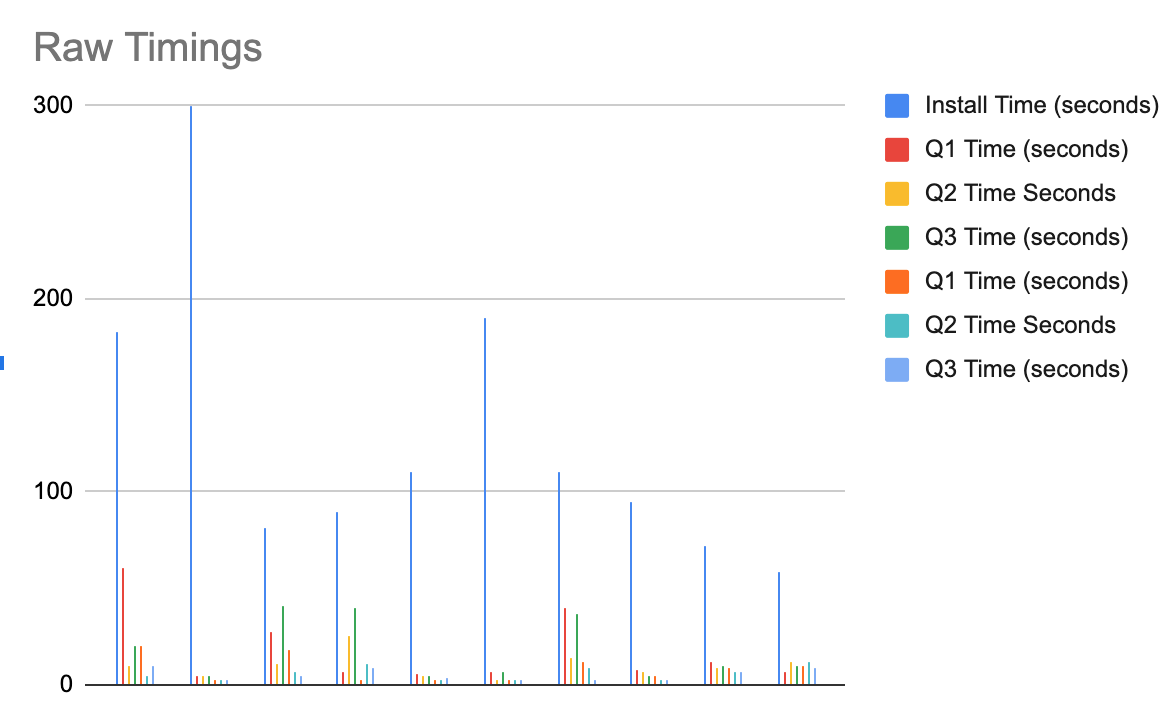 Raw Timings
300
200
100
0
Install Time (seconds)
Q1 Time (seconds)
Q2 Time Seconds
Q3 Time (seconds)
Q1 Time (seconds)
Q2 Time Seconds
Q3 Time (seconds)